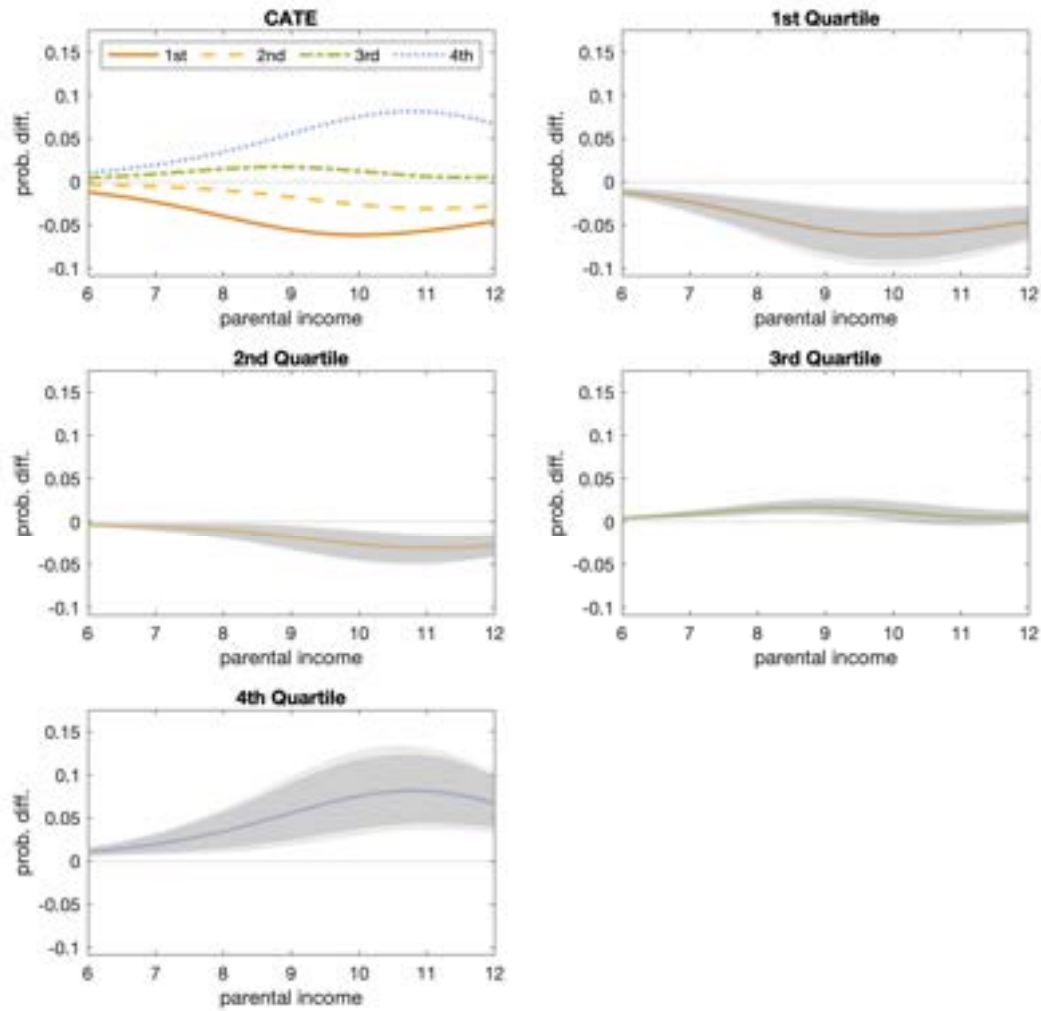 CATE
0.15
0.1
0.05
0
-0.05
-0.1
prob. diff.
1st 2nd 3rd 4th
6 7 8 9 10 11 12
parental income
1st Quartile
0.15
0.1
0.05
0
-0.05
-0.1
prob. diff.
6 7 8 9 10 11 12
parental income
2nd Quartile
0.15
0.1
0.05
0
-0.05
-0.1
prob. diff.
6 7 8 9 10 11 12
parental income
3rd Quartile
0.15
0.1
0.05
0
-0.05
-0.1
prob. diff.
6 7 8 9 10 11 12
parental income
4th Quartile
0.15
0.1
0.05
0
-0.05
-0.1
prob. diff.
6 7 8 9 10 11 12
parental income